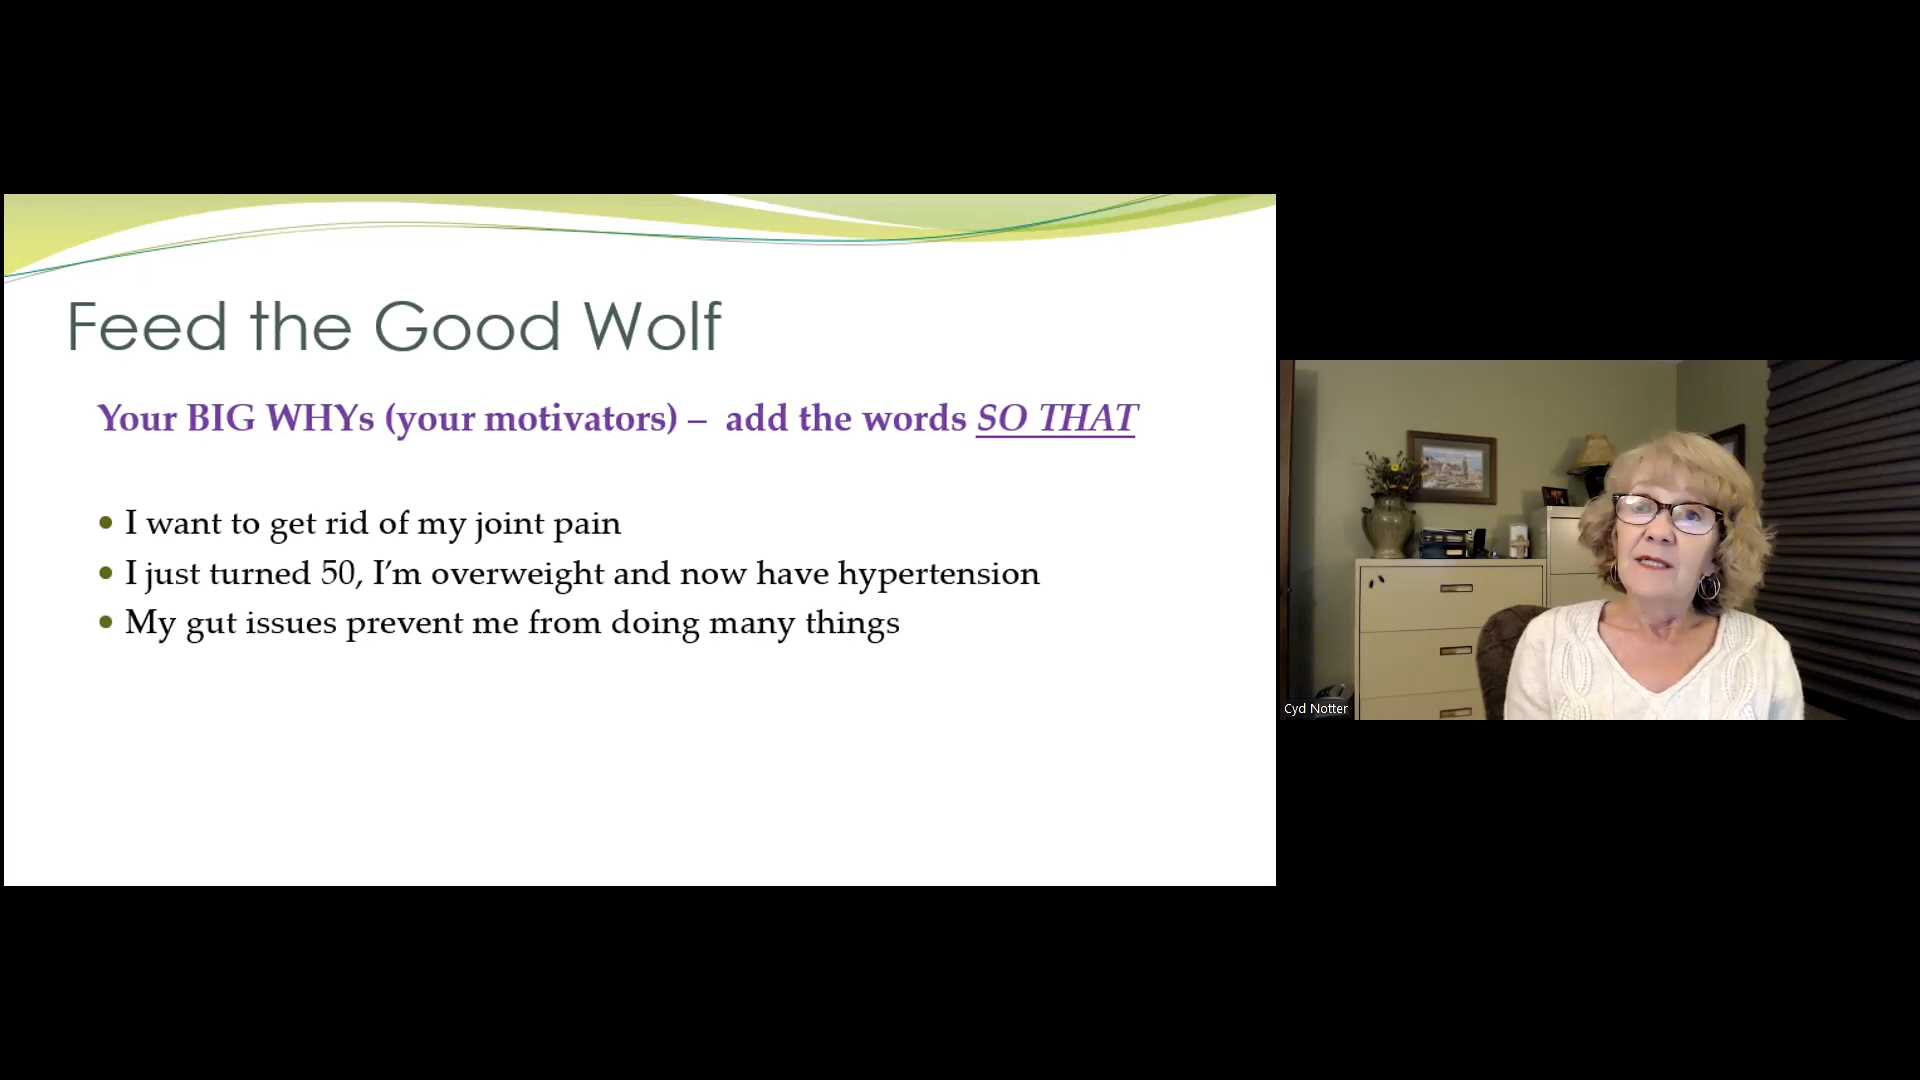 Feed the Good Wolf
Your BIG WHYs (your motivators) – add the words SO THAT
• I want to get rid of my joint pain
• I just turned 50, I’m overweight and now have hypertension
• My gut issues prevent me from doing many things
Cyd Notter